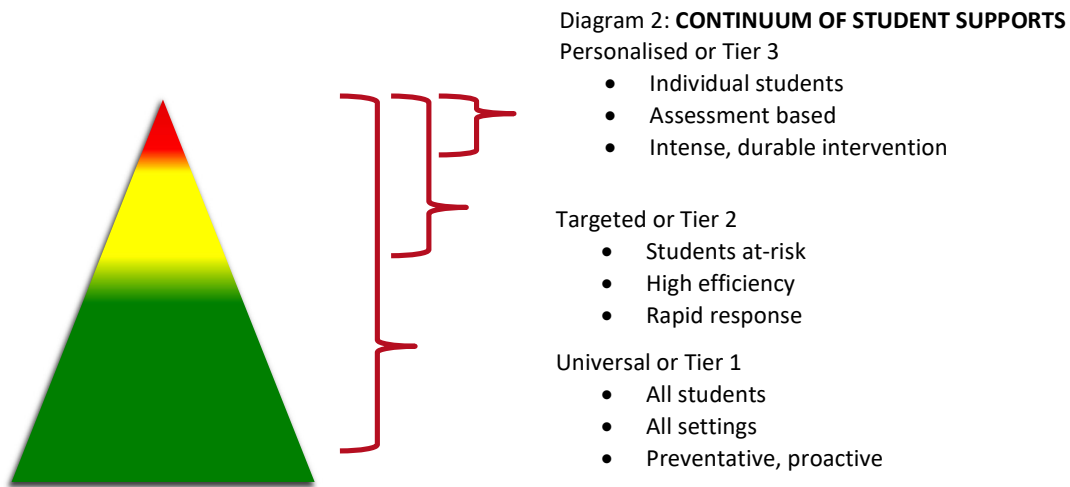 Diagram 2: CONTINUUM OF STUDENT SUPPORTS
Personalised or Tier 3
• Individual students
• Assessment based
• Intense, durable intervention
Targeted or Tier 2
• Students at-risk
• High efficiency
• Rapid response
Universal or Tier 1
• All students
• All settings
• Preventative, proactive